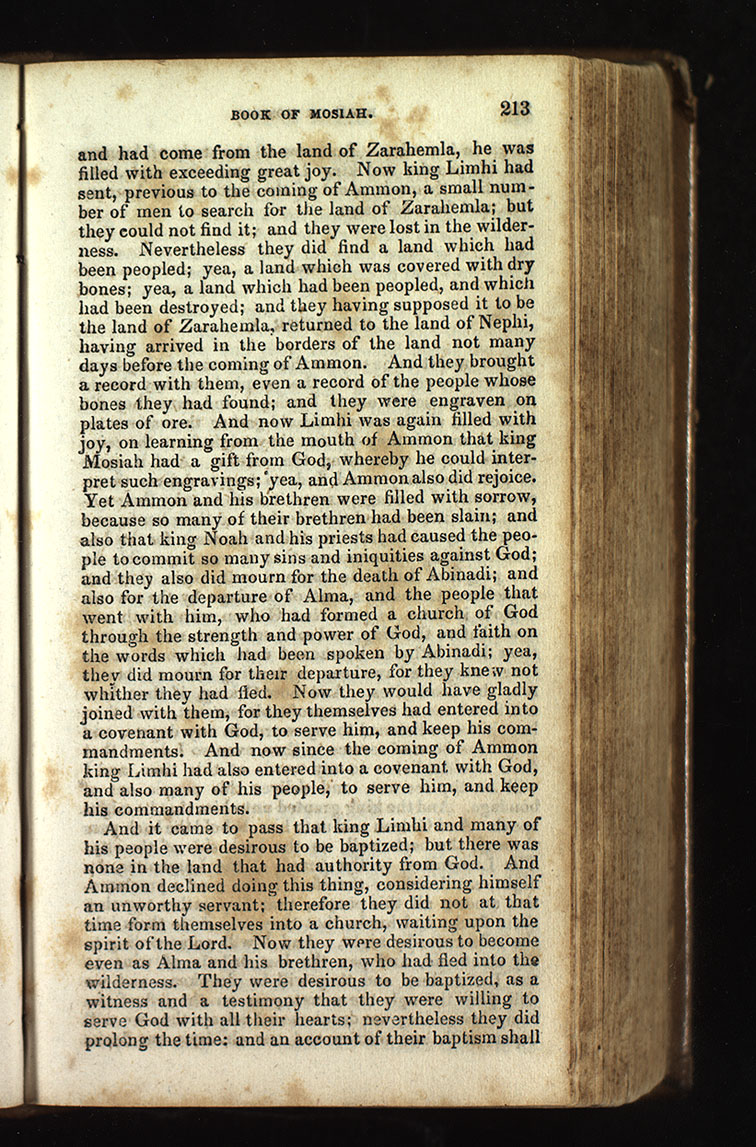 BOOK OF MOSIAH. 213
and had come from the land of Zarahemla, he was
filled with exceeding great joy. Now king Limhi had
sent, previous to the coming of Ammon, a small num-
ber of men to search for the land of Zarahemla; but
they could not find it; and they were lost in the wilder-
ness. Nevertheless they did find a land which had
been peopled; yea, a land which was covered with dry
bones; yea, a land which had been peopled, and which
had been destroyed; and they having supposed it to be
the land of Zarahemla, returned to the land of Nephi,
having arrived in the borders of the land not many
days before the coming of Ammon. And they brought
a record with them, even a record of the people whose
bones they had found; and they were engraven on
plates of ore. And now Limhi was again filled with
joy, on learning from the mouth of Ammon that king
Mosiah had a gift from God, whereby he could inter-
pret such engravings; yea, and Ammon also did rejoice.
Yet Ammon and his brethren were filled with sorrow,
because so many of their brethren had been slain; and
also that king Noah and his priests had caused the peo-
ple to commit so many sins and iniquities against God;
and they also did mourn for the death of Abinadi; and
also for the departure of Alma, and the people that
went with him, who had formed a church of God
through the strength and power of God, and faith on
the words which had been spoken by Abinadi; yea,
they did mourn for their departure, for they knew not
whither they had fled. Now they would have gladly
joined with them, for they themselves had entered into
a covenant with God, to serve him, and keep his com-
mandments. And now since the coming of Ammon
king Limhi had also entered into a covenant with God,
and also many of his people, to serve him, and keep
his commandments.
And it came to pass that king Limhi and many of
his people were desirous to be baptized; but there was
none in the land that had authority from God. And
Ammon declined doing this thing, considering himself
an unworthy servant; therefore they did not at that
time form themselves into a church, waiting upon the
spirit of the Lord. Now they were desirous to become
even as Alma and his brethren, who had fled into the
wilderness. They were desirous to be baptized, as a
witness and a testimony that they were willing to
serve God with all their hearts; nevertheless they did
prolong the time: and an account of their baptism shall